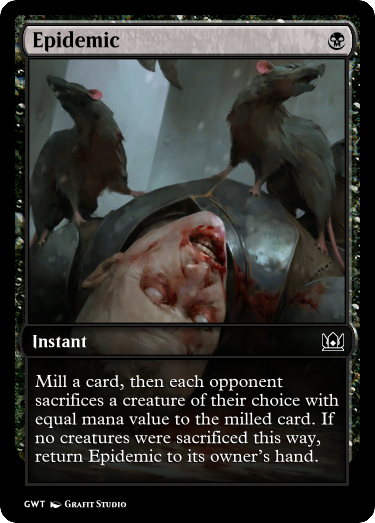 Epidemic
Instant
Mill a card, then each opponent
sacrifices a creature of their choice with
equal mana value to the milled card. If
no creatures were sacrificed this way,
return Epidemic to its owner's hand.
GWT Grafit Studio